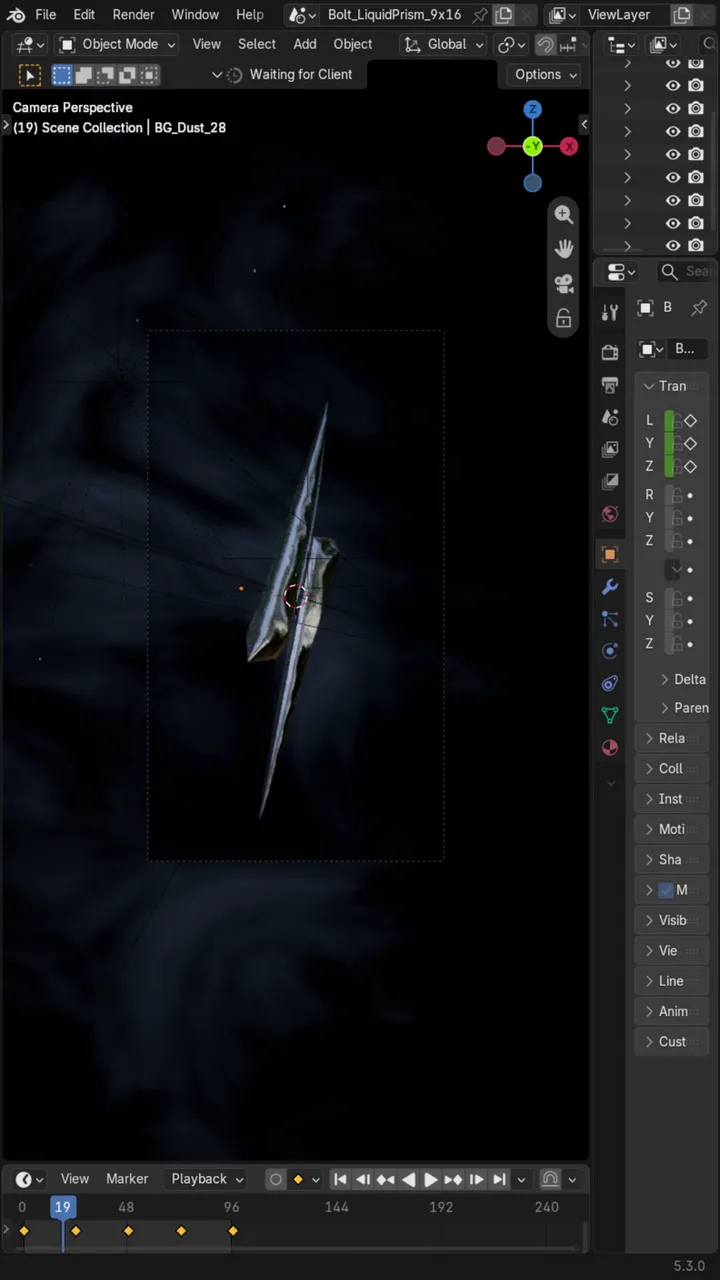 File Edit Render Window Help Bolt_LiquidPrism_9x16 ViewLayer
Object Mode View Select Add Object Global
Waiting for Client Options
Camera Perspective
(19) Scene Collection | BG_Dust_28
Z
-Y X
Sea
B
B...
Tran
L
Y
Z
R
Y
Z
S
Y
Z
Delta
Paren
Rela
Coll
Inst
Moti
Sha
M
Visib
Vie
Line
Anim
Cust
View Marker Playback
0 19 48 96 144 192 240
5.3.0